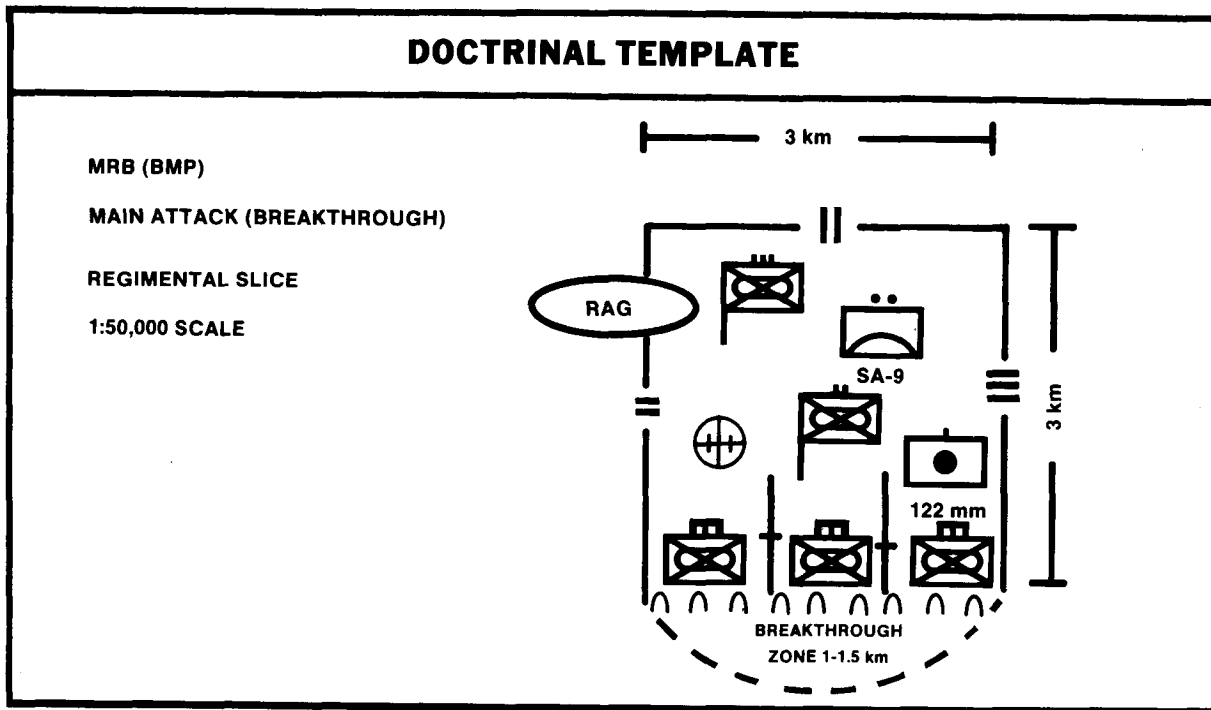 DOCTRINAL TEMPLATE
3 km
MRB (BMP)
MAIN ATTACK (BREAKTHROUGH)
REGIMENTAL SLICE
1:50,000 SCALE
RAG
SA-9
3 km
122 mm
BREAKTHROUGH
ZONE 1-1.5 km